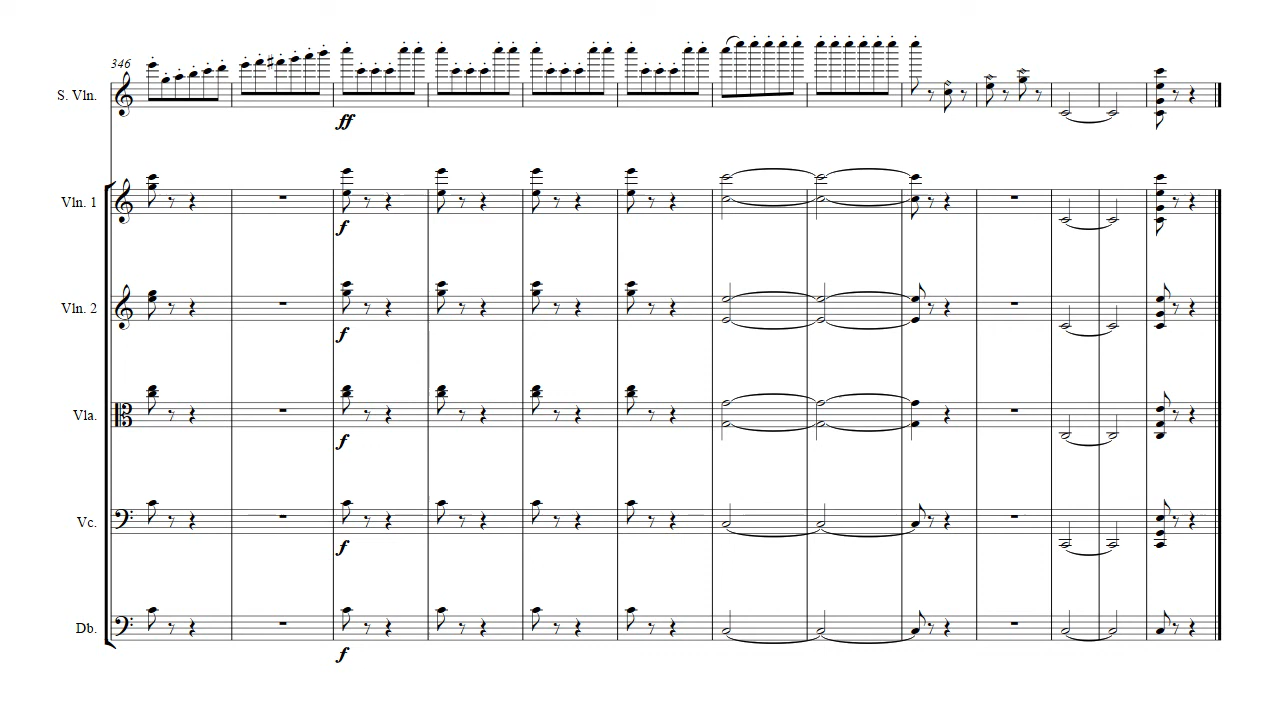 346
S. Vln.
ff
Vln. 1
f
Vln. 2
f
Vla.
f
Vc.
f
Db.
f